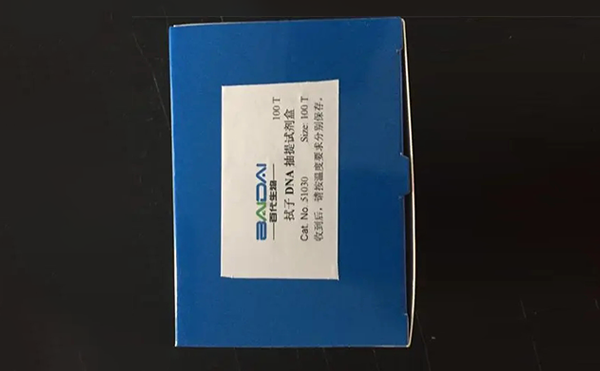 BAIDAI
百代生物 100 T
拭子 DNA 抽提试剂盒
Cat. No. 51030 Size: 100 T
收到后，请按温度要求分别保存。